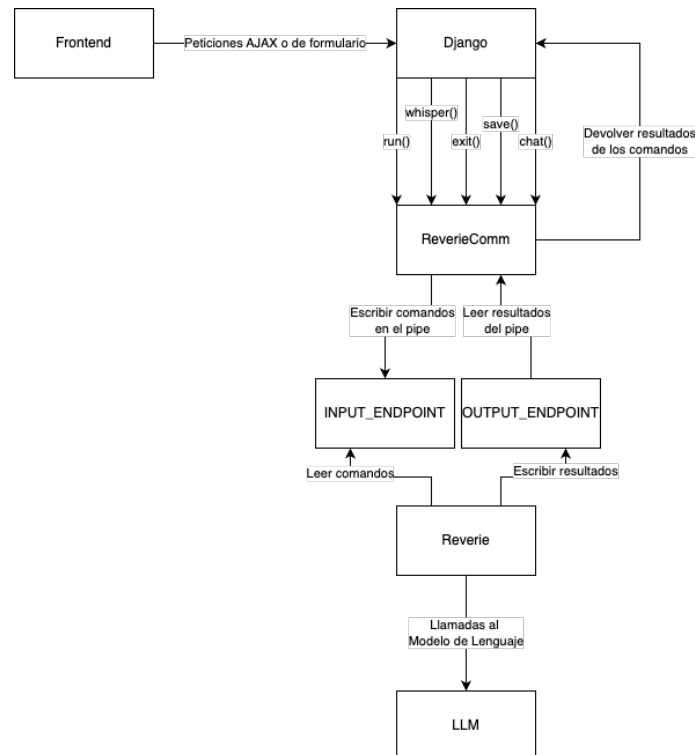 Frontend
Peticiones AJAX o de formulario
Django
whisper()
save()
run()
exit()
chat()
Devolver resultados
de los comandos
ReverieComm
Escribir comandos
en el pipe
Leer resultados
del pipe
INPUT_ENDPOINT
OUTPUT_ENDPOINT
Leer comandos
Escribir resultados
Reverie
Llamadas al
Modelo de Lenguaje
LLM